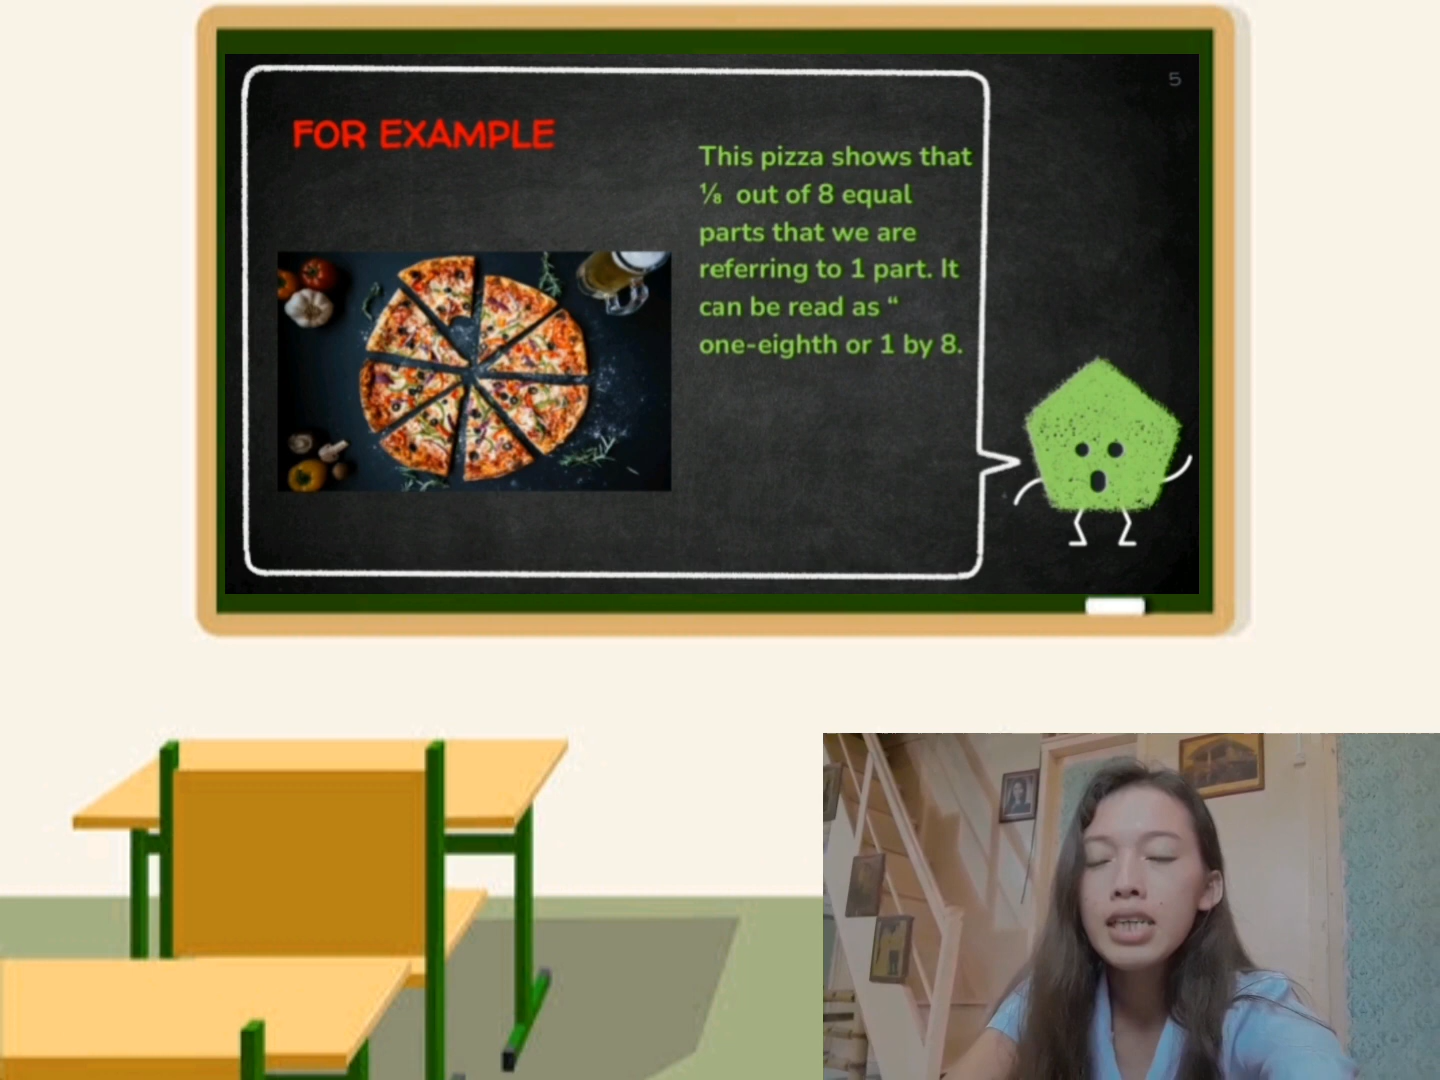 5
FOR EXAMPLE
This pizza shows that
⅛ out of 8 equal
parts that we are
referring to 1 part. It
can be read as “
one-eighth or 1 by 8.